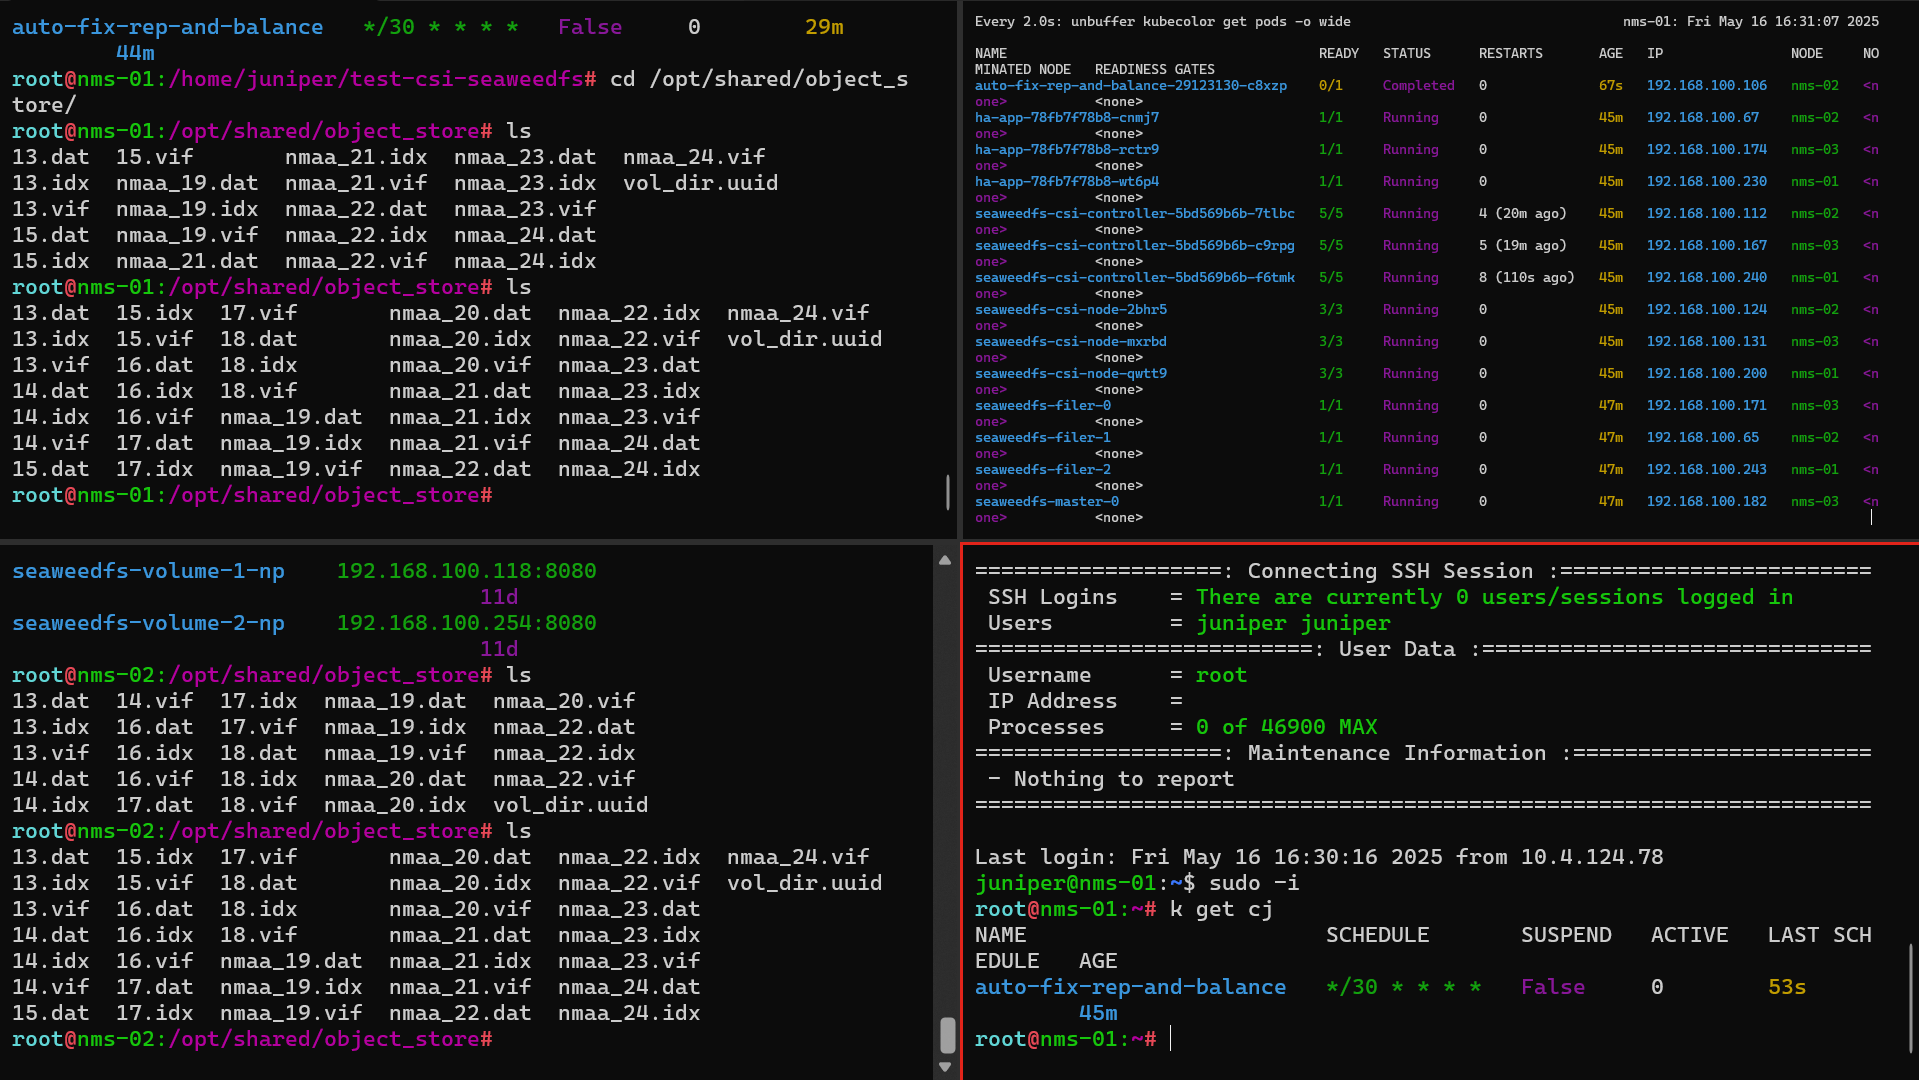 auto-fix-rep-and-balance   */30 * * * *   False     0        29m
        44m
root@nms-01:/home/juniper/test-csi-seaweedfs# cd /opt/shared/object_s
tore/
root@nms-01:/opt/shared/object_store# ls
13.dat  15.vif       nmaa_21.idx  nmaa_23.dat  nmaa_24.vif
13.idx  nmaa_19.dat  nmaa_21.vif  nmaa_23.idx  vol_dir.uuid
13.vif  nmaa_19.idx  nmaa_22.dat  nmaa_23.vif
15.dat  nmaa_19.vif  nmaa_22.idx  nmaa_24.dat
15.idx  nmaa_21.dat  nmaa_22.vif  nmaa_24.idx
root@nms-01:/opt/shared/object_store# ls
13.dat  15.idx  17.vif       nmaa_20.dat  nmaa_22.idx  nmaa_24.vif
13.idx  15.vif  18.dat       nmaa_20.idx  nmaa_22.vif  vol_dir.uuid
13.vif  16.dat  18.idx       nmaa_20.vif  nmaa_23.dat
14.dat  16.idx  18.vif       nmaa_21.dat  nmaa_23.idx
14.idx  16.vif  nmaa_19.dat  nmaa_21.idx  nmaa_23.vif
14.vif  17.dat  nmaa_19.idx  nmaa_21.vif  nmaa_24.dat
15.dat  17.idx  nmaa_19.vif  nmaa_22.dat  nmaa_24.idx
root@nms-01:/opt/shared/object_store#
Every 2.0s: unbuffer kubecolor get pods -o wide                                  nms-01: Fri May 16 16:31:07 2025
NAME                                       READY   STATUS      RESTARTS       AGE   IP                NODE     NO
MINATED NODE   READINESS GATES
auto-fix-rep-and-balance-29123130-c8xzp    0/1     Completed   0              67s   192.168.100.106   nms-02   <n
one>           <none>
ha-app-78fb7f78b8-cnmj7                    1/1     Running     0              45m   192.168.100.67    nms-02   <n
one>           <none>
ha-app-78fb7f78b8-rctr9                    1/1     Running     0              45m   192.168.100.174   nms-03   <n
one>           <none>
ha-app-78fb7f78b8-wt6p4                    1/1     Running     0              45m   192.168.100.230   nms-01   <n
one>           <none>
seaweedfs-csi-controller-5bd569b6b-7tlbc   5/5     Running     4 (20m ago)    45m   192.168.100.112   nms-02   <n
one>           <none>
seaweedfs-csi-controller-5bd569b6b-c9rpg   5/5     Running     5 (19m ago)    45m   192.168.100.167   nms-03   <n
one>           <none>
seaweedfs-csi-controller-5bd569b6b-f6tmk   5/5     Running     8 (110s ago)   45m   192.168.100.240   nms-01   <n
one>           <none>
seaweedfs-csi-node-2bhr5                   3/3     Running     0              45m   192.168.100.124   nms-02   <n
one>           <none>
seaweedfs-csi-node-mxrbd                   3/3     Running     0              45m   192.168.100.131   nms-03   <n
one>           <none>
seaweedfs-csi-node-qwtt9                   3/3     Running     0              45m   192.168.100.200   nms-01   <n
one>           <none>
seaweedfs-filer-0                          1/1     Running     0              47m   192.168.100.171   nms-03   <n
one>           <none>
seaweedfs-filer-1                          1/1     Running     0              47m   192.168.100.65    nms-02   <n
one>           <none>
seaweedfs-filer-2                          1/1     Running     0              47m   192.168.100.243   nms-01   <n
one>           <none>
seaweedfs-master-0                         1/1     Running     0              47m   192.168.100.182   nms-03   <n
one>           <none>
seaweedfs-volume-1-np    192.168.100.118:8080
                                    11d
seaweedfs-volume-2-np    192.168.100.254:8080
                                    11d
root@nms-02:/opt/shared/object_store# ls
13.dat  14.vif  17.idx  nmaa_19.dat  nmaa_20.vif
13.idx  16.dat  17.vif  nmaa_19.idx  nmaa_22.dat
13.vif  16.idx  18.dat  nmaa_19.vif  nmaa_22.idx
14.dat  16.vif  18.idx  nmaa_20.dat  nmaa_22.vif
14.idx  17.dat  18.vif  nmaa_20.idx  vol_dir.uuid
root@nms-02:/opt/shared/object_store# ls
13.dat  15.idx  17.vif       nmaa_20.dat  nmaa_22.idx  nmaa_24.vif
13.idx  15.vif  18.dat       nmaa_20.idx  nmaa_22.vif  vol_dir.uuid
13.vif  16.dat  18.idx       nmaa_20.vif  nmaa_23.dat
14.dat  16.idx  18.vif       nmaa_21.dat  nmaa_23.idx
14.idx  16.vif  nmaa_19.dat  nmaa_21.idx  nmaa_23.vif
14.vif  17.dat  nmaa_19.idx  nmaa_21.vif  nmaa_24.dat
15.dat  17.idx  nmaa_19.vif  nmaa_22.dat  nmaa_24.idx
root@nms-02:/opt/shared/object_store#
===================: Connecting SSH Session :========================
 SSH Logins    = There are currently 0 users/sessions logged in
 Users         = juniper juniper
==========================: User Data :==============================
 Username      = root
 IP Address    =
 Processes     = 0 of 46900 MAX
===================: Maintenance Information :=======================
 - Nothing to report
=====================================================================
Last login: Fri May 16 16:30:16 2025 from 10.4.124.78
juniper@nms-01:~$ sudo -i
root@nms-01:~# k get cj
NAME                       SCHEDULE       SUSPEND   ACTIVE   LAST SCH
EDULE   AGE
auto-fix-rep-and-balance   */30 * * * *   False     0        53s
        45m
root@nms-01:~#